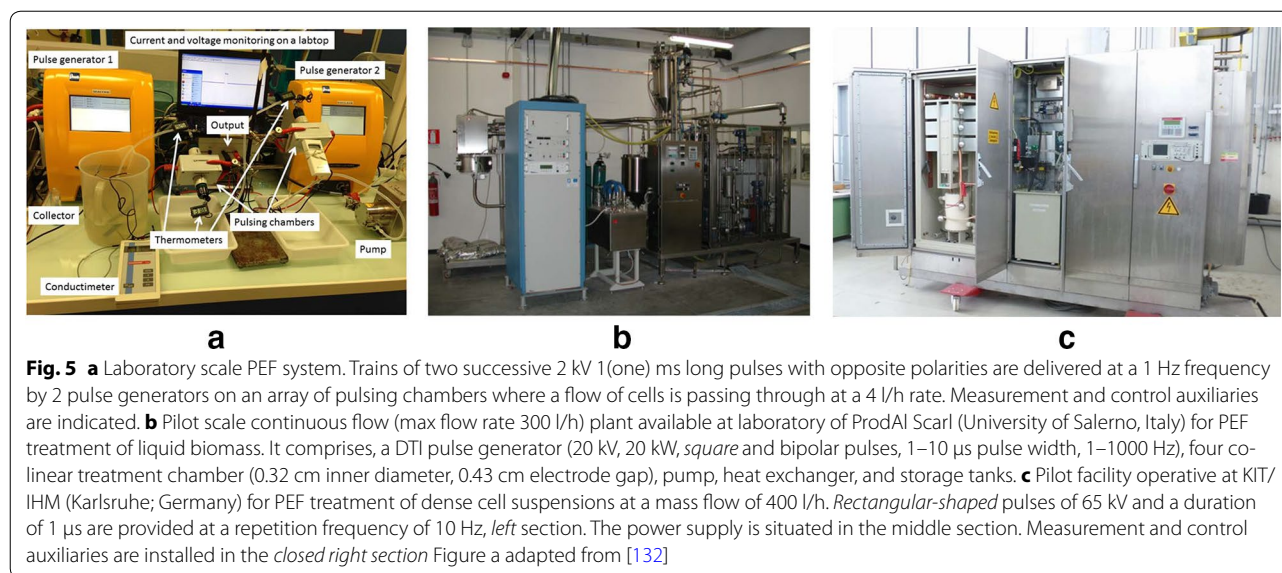 Current and voltage monitoring on a labtop
Pulse generator 1
Pulse generator 2
Output
Collector
Pulsing chambers
Thermometers
Pump
Conductimeter
a
b
c
Fig. 5 a Laboratory scale PEF system. Trains of two successive 2 kV 1(one) ms long pulses with opposite polarities are delivered at a 1 Hz frequency
by 2 pulse generators on an array of pulsing chambers where a flow of cells is passing through at a 4 l/h rate. Measurement and control auxiliaries
are indicated. b Pilot scale continuous flow (max flow rate 300 l/h) plant available at laboratory of ProdAl Scarl (University of Salerno, Italy) for PEF
treatment of liquid biomass. It comprises, a DTI pulse generator (20 kV, 20 kW, square and bipolar pulses, 1–10 µs pulse width, 1–1000 Hz), four co-
linear treatment chamber (0.32 cm inner diameter, 0.43 cm electrode gap), pump, heat exchanger, and storage tanks. c Pilot facility operative at KIT/
IHM (Karlsruhe; Germany) for PEF treatment of dense cell suspensions at a mass flow of 400 l/h. Rectangular-shaped pulses of 65 kV and a duration
of 1 µs are provided at a repetition frequency of 10 Hz, left section. The power supply is situated in the middle section. Measurement and control
auxiliaries are installed in the closed right section Figure a adapted from [132]